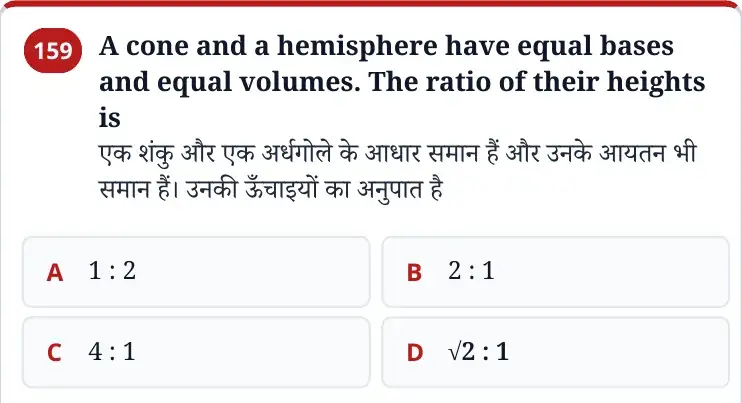 159 A cone and a hemisphere have equal bases
and equal volumes. The ratio of their heights
is
एक शंकु और एक अर्धगोले के आधार समान हैं और उनके आयतन भी
समान हैं। उनकी ऊँचाइयों का अनुपात है
A 1 : 2
B 2 : 1
C 4 : 1
D √2 : 1